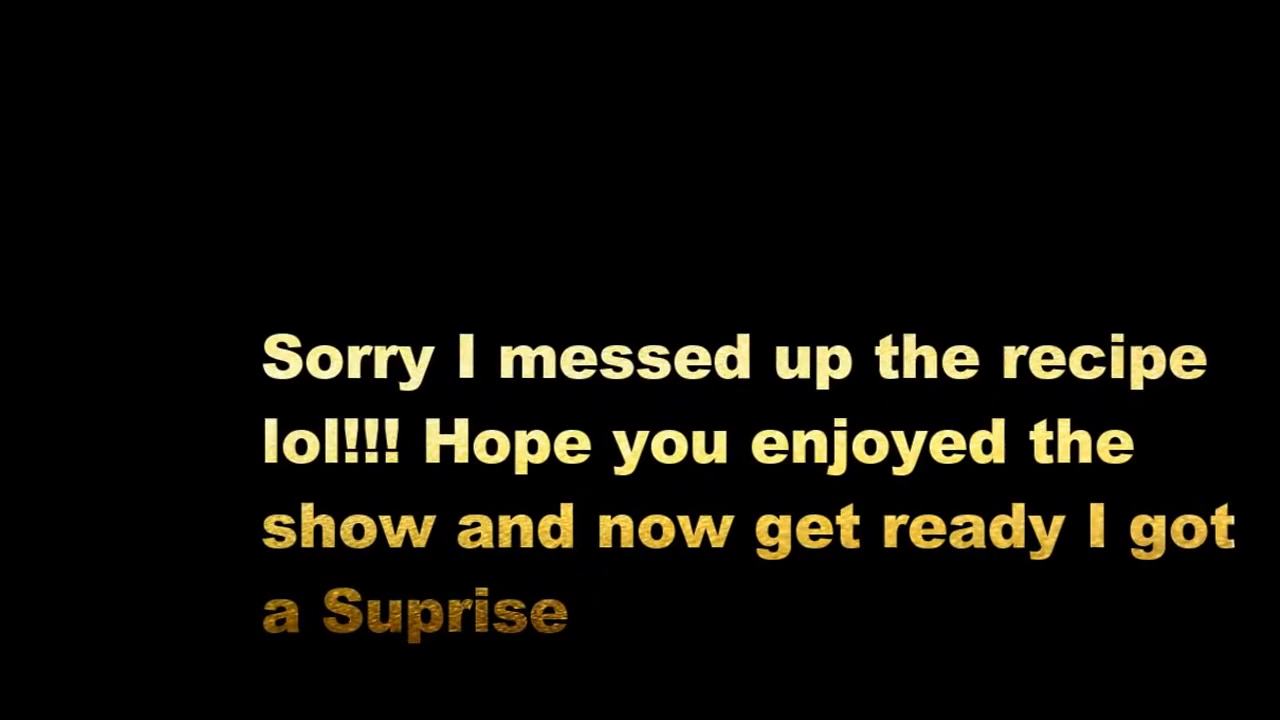 Sorry I messed up the recipe
lol!!! Hope you enjoyed the
show and now get ready I got
a Suprise